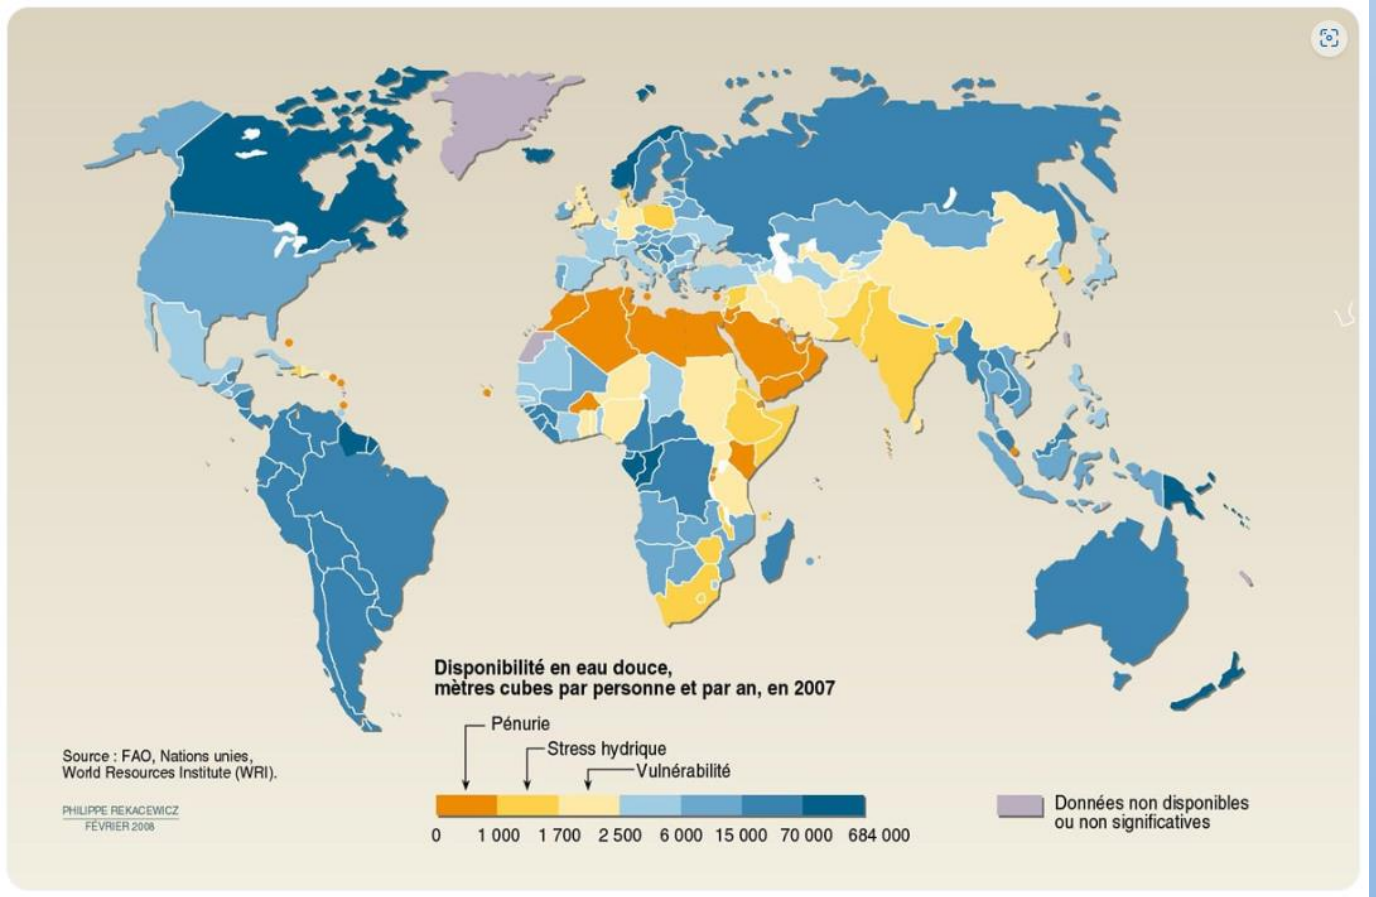 Disponibilité en eau douce,
mètres cubes par personne et par an, en 2007
Pénurie
Stress hydrique
Vulnérabilité
0 1 000 1 700 2 500 6 000 15 000 70 000 684 000
Données non disponibles
ou non significatives
Source : FAO, Nations unies,
World Resources Institute (WRI).
PHILIPPE REKACEWICZ
FÉVRIER 2008